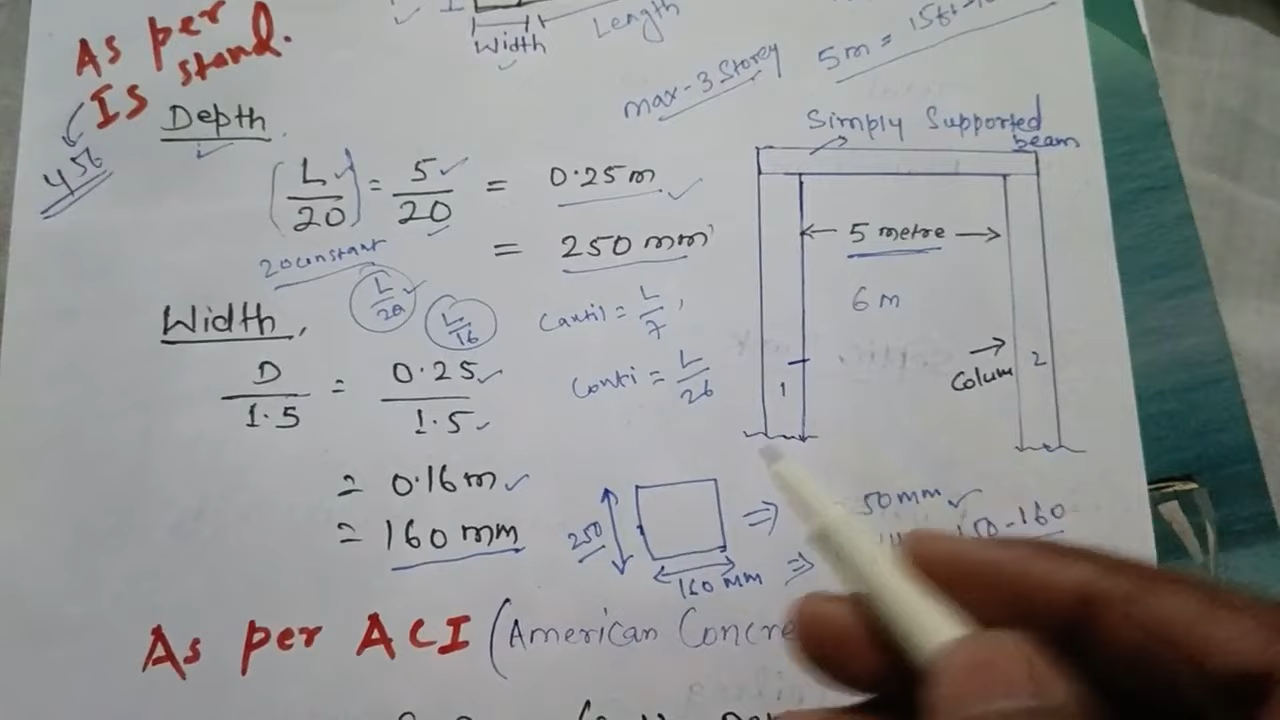 As per
IS stand.
456
Width
Length
max-3 Storey
5m = 15ft
Depth
L/20 = 5/20 = 0.25m
= 250 mm
20 constant
L/20
L/16
Cantil = L/7
Conti = L/26
Width,
D/1.5 = 0.25/1.5
= 0.16m
= 160 mm
250
160 mm
⇒ 50mm
⇒ 150-160
Simply Supported
beam
5 metre
6 m
Colum
1
2
As per ACI (American Concre